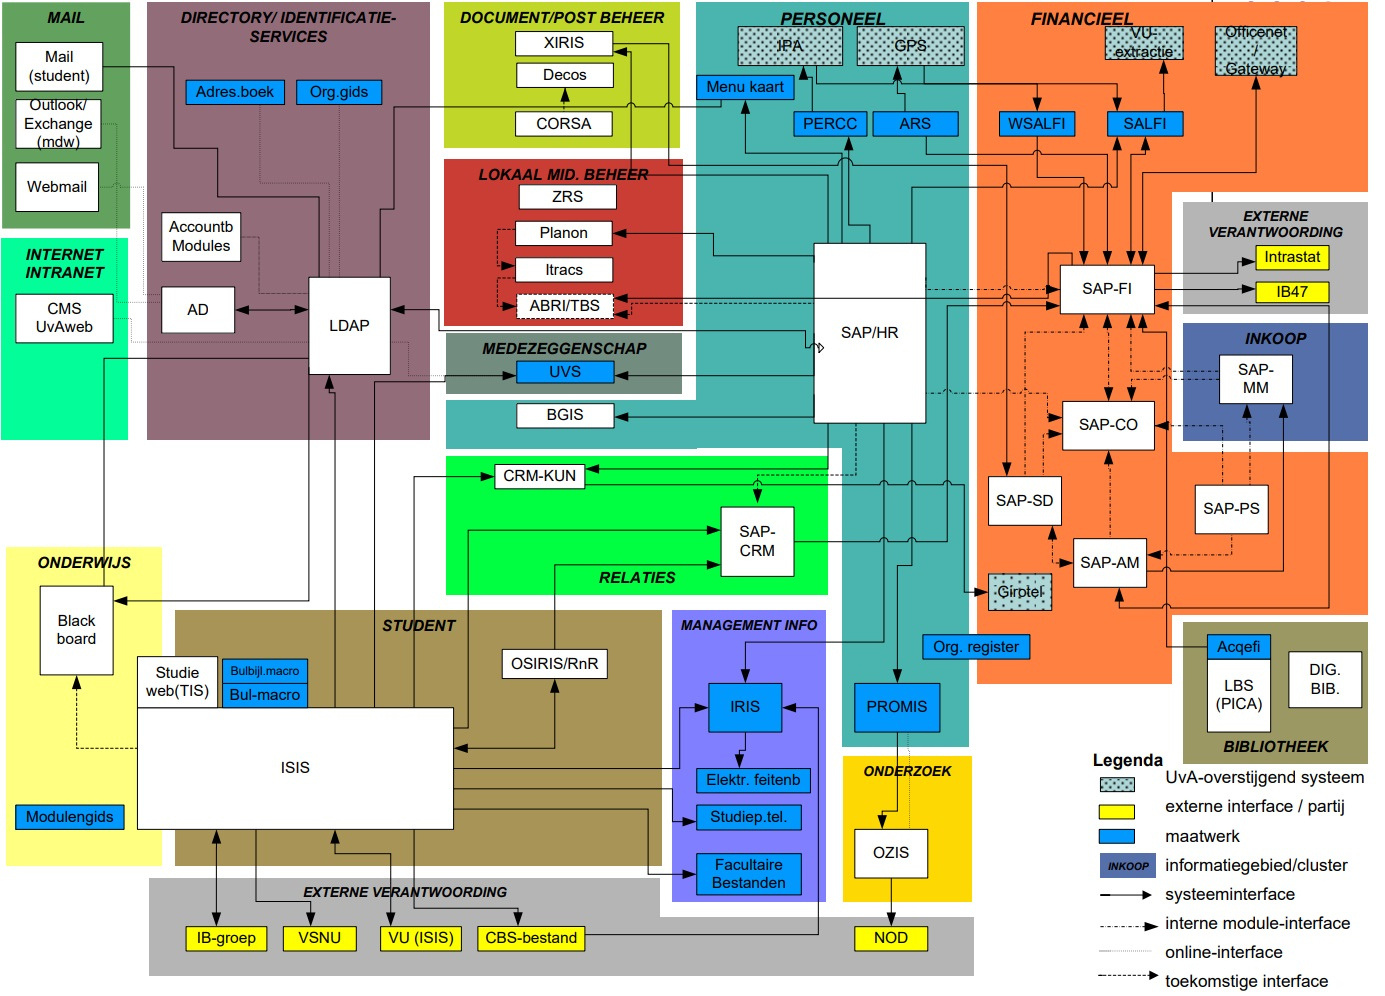 MAIL
Mail
(student)
Outlook/
Exchange
(mdw)
Webmail
INTERNET
INTRANET
CMS
UvAweb
DIRECTORY/ IDENTIFICATIE-
SERVICES
Adres.boek
Org.gids
Accountb
Modules
AD
LDAP
DOCUMENT/POST BEHEER
XIRIS
Decos
CORSA
LOKAAL MID. BEHEER
ZRS
Planon
Itracs
ABRI/TBS
MEDEZEGGENSCHAP
UVS
BGIS
PERSONEEL
IPA
GPS
Menu kaart
PERCC
ARS
SAP/HR
FINANCIEEL
VU-
extractie
Officenet
/
Gateway
WSALFI
SALFI
SAP-FI
SAP-CO
SAP-SD
SAP-PS
SAP-AM
Girotel
EXTERNE
VERANTWOORDING
Intrastat
IB47
INKOOP
SAP-
MM
CRM-KUN
SAP-
CRM
RELATIES
ONDERWIJS
Black
board
Modulengids
STUDENT
Studie
web(TIS)
Bulbijl.macro
Bul-macro
OSIRIS/RnR
ISIS
MANAGEMENT INFO
IRIS
Elektr. feitenb
Studiep.tel.
Facultaire
Bestanden
Org. register
PROMIS
ONDERZOEK
OZIS
EXTERNE VERANTWOORDING
IB-groep
VSNU
VU (ISIS)
CBS-bestand
NOD
Acqefi
LBS
(PICA)
DIG.
BIB.
BIBLIOTHEEK
Legenda
UvA-overstijgend systeem
externe interface / partij
maatwerk
INKOOP
informatiegebied/cluster
systeeminterface
interne module-interface
online-interface
toekomstige interface